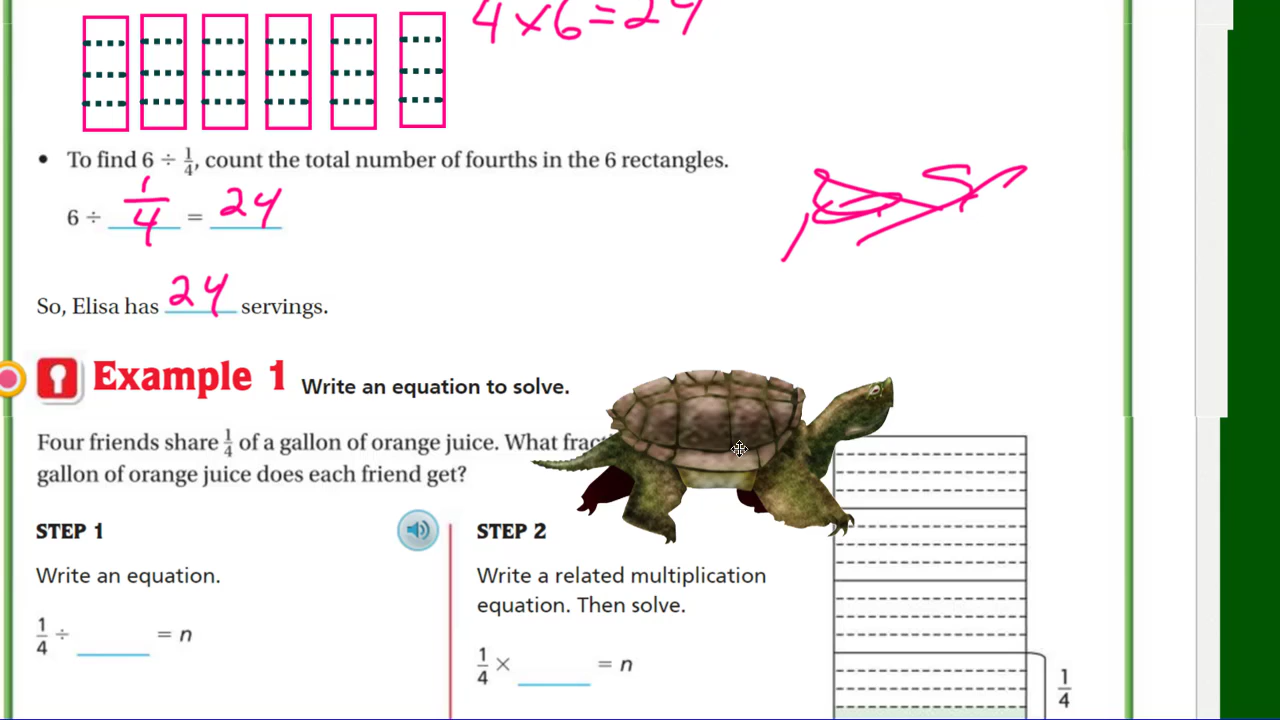 4 x 6 = 24
• To find 6 ÷ 1/4, count the total number of fourths in the 6 rectangles.
6 ÷ 1/4 = 24
So, Elisa has 24 servings.
Example 1 Write an equation to solve.
Four friends share 1/4 of a gallon of orange juice. What
gallon of orange juice does each friend get?
STEP 1
Write an equation.
1/4 ÷ ____ = n
STEP 2
Write a related multiplication
equation. Then solve.
1/4 × ____ = n
1/4